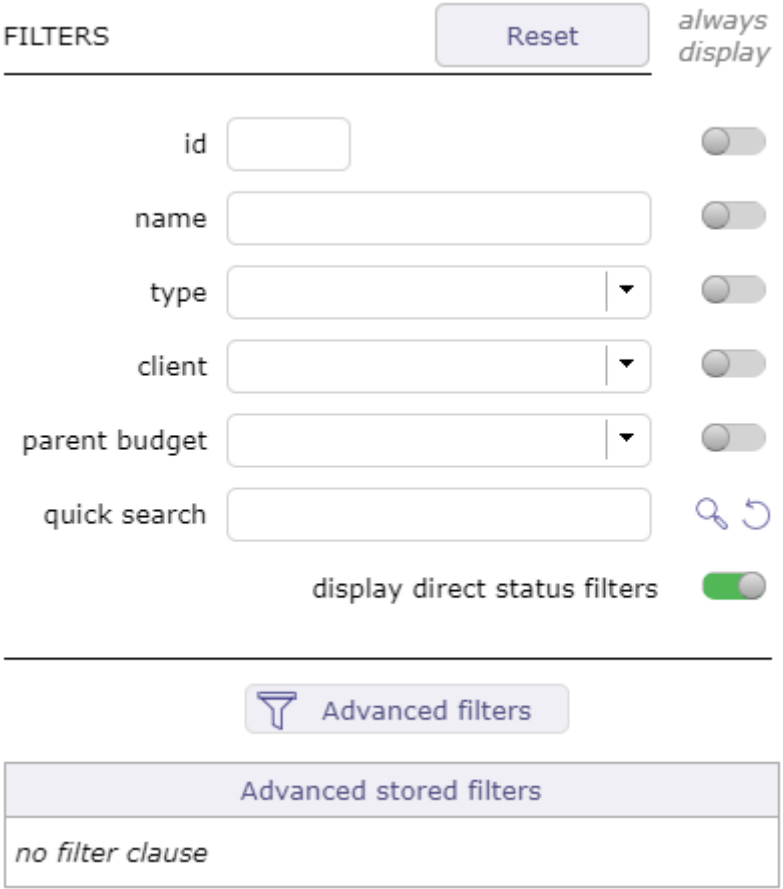 FILTERS
Reset
always
display
id
name
type
client
parent budget
quick search
display direct status filters
Advanced filters
Advanced stored filters
no filter clause